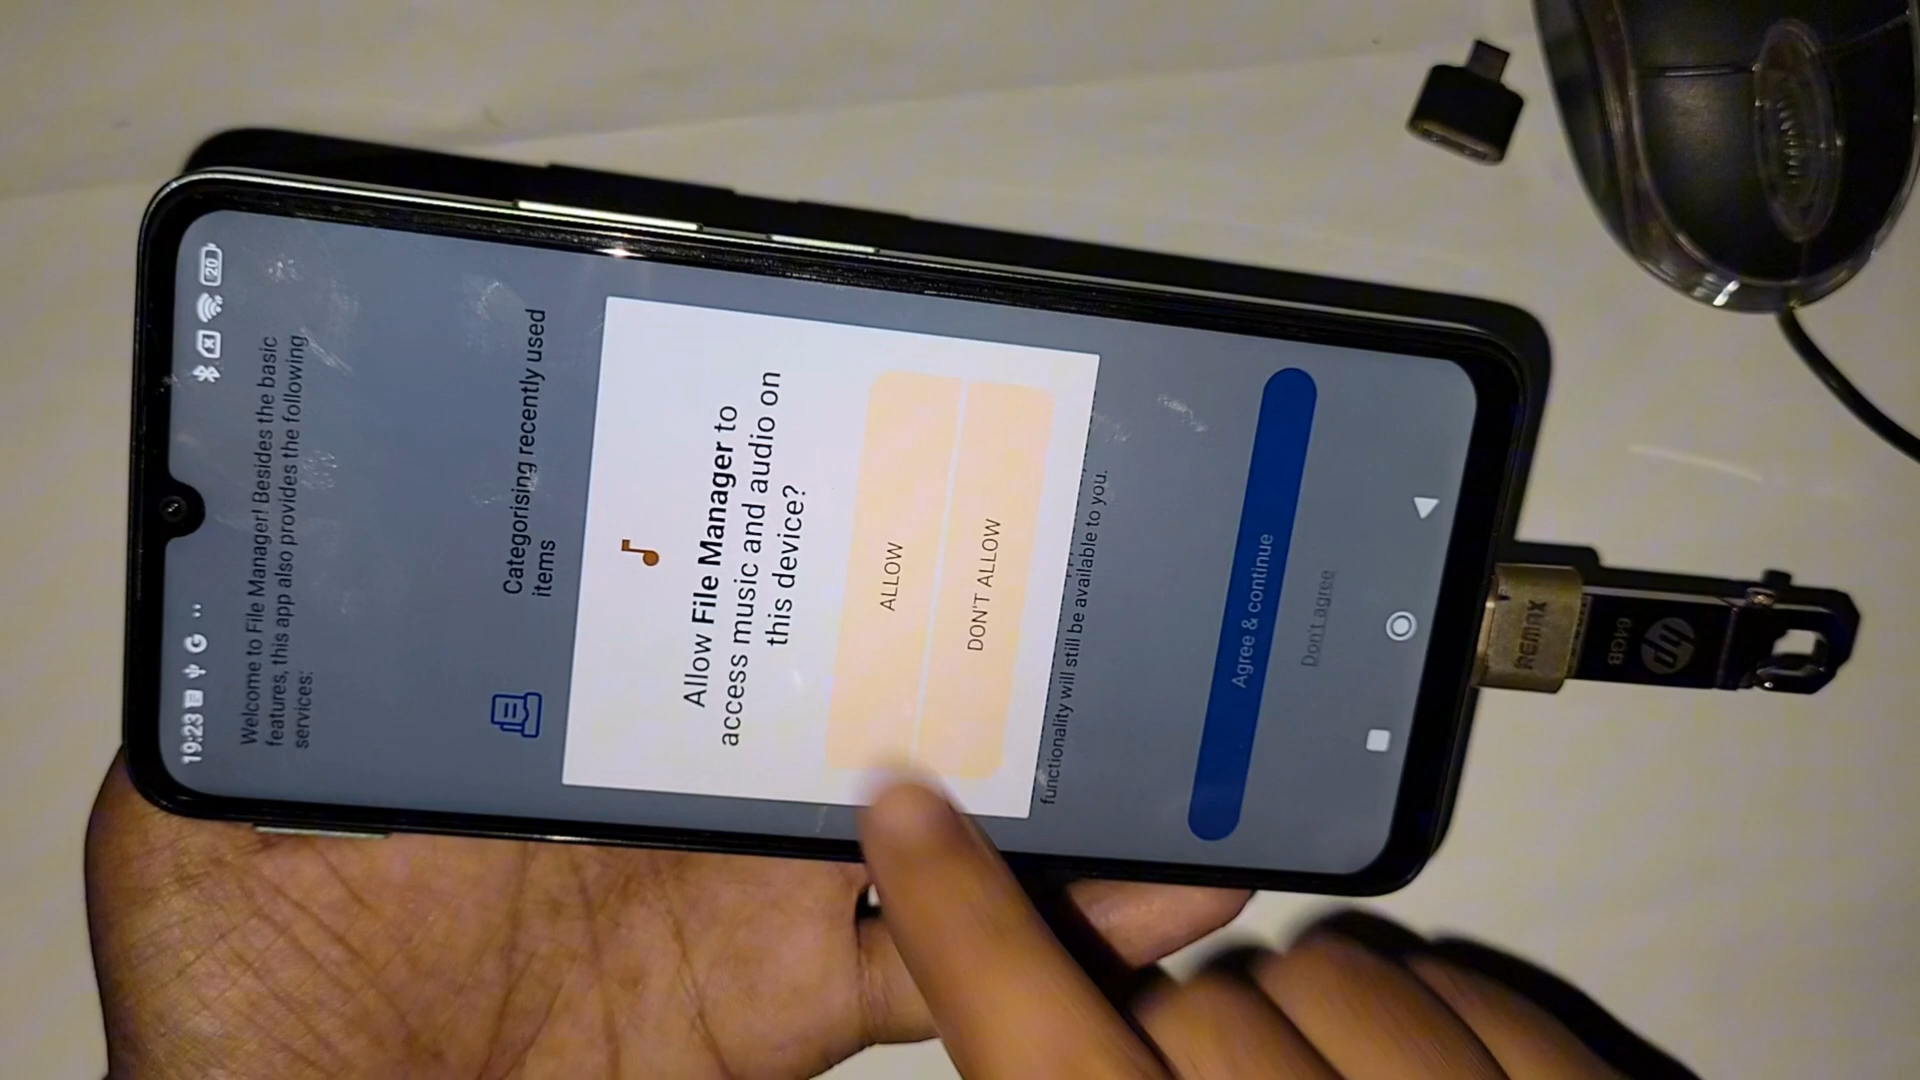 19:23
20
Welcome to File Manager! Besides the basic
features, this app also provides the following
services:
Categorising recently used
items
Allow File Manager to
access music and audio on
this device?
ALLOW
DON'T ALLOW
functionality will still be available to you.
Agree & continue
Don't agree
REMAX
hp
64GB